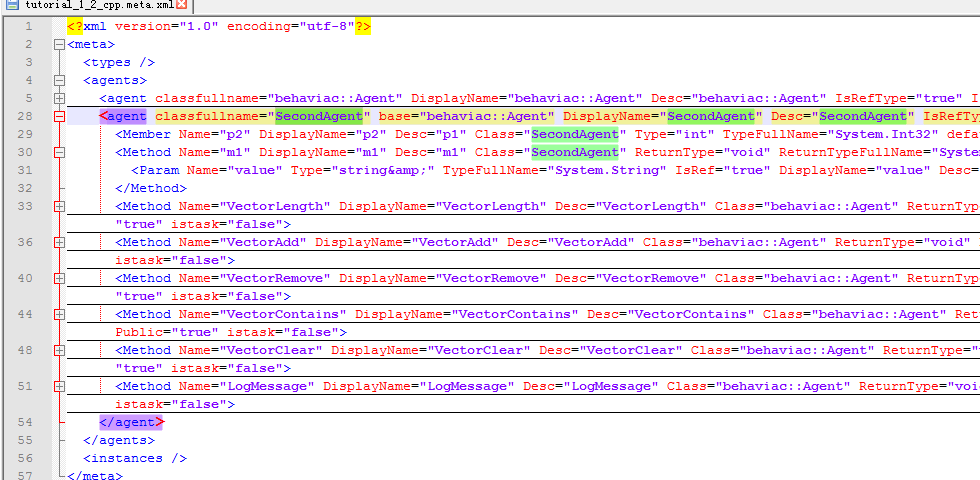 tutorial_1_2_cpp.meta.xml
1 <?xml version="1.0" encoding="utf-8"?>
2 <meta>
3 <types />
4 <agents>
5 <agent classfullname="behaviac::Agent" DisplayName="behaviac::Agent" Desc="behaviac::Agent" IsRefType="true" I
28 <agent classfullname="SecondAgent" base="behaviac::Agent" DisplayName="SecondAgent" Desc="SecondAgent" IsRefTy
29 <Member Name="p2" DisplayName="p2" Desc="p1" Class="SecondAgent" Type="int" TypeFullName="System.Int32" defa
30 <Method Name="m1" DisplayName="m1" Desc="m1" Class="SecondAgent" ReturnType="void" ReturnTypeFullName="Syste
31 <Param Name="value" Type="string&amp;" TypeFullName="System.String" IsRef="true" DisplayName="value" Desc=
32 </Method>
33 <Method Name="VectorLength" DisplayName="VectorLength" Desc="VectorLength" Class="behaviac::Agent" ReturnTyp
"true" istask="false">
36 <Method Name="VectorAdd" DisplayName="VectorAdd" Desc="VectorAdd" Class="behaviac::Agent" ReturnType="void"
istask="false">
40 <Method Name="VectorRemove" DisplayName="VectorRemove" Desc="VectorRemove" Class="behaviac::Agent" ReturnTyp
"true" istask="false">
44 <Method Name="VectorContains" DisplayName="VectorContains" Desc="VectorContains" Class="behaviac::Agent" Ret
Public="true" istask="false">
48 <Method Name="VectorClear" DisplayName="VectorClear" Desc="VectorClear" Class="behaviac::Agent" ReturnType="
"true" istask="false">
51 <Method Name="LogMessage" DisplayName="LogMessage" Desc="LogMessage" Class="behaviac::Agent" ReturnType="voi
istask="false">
54 </agent>
55 </agents>
56 <instances />
57 </meta>